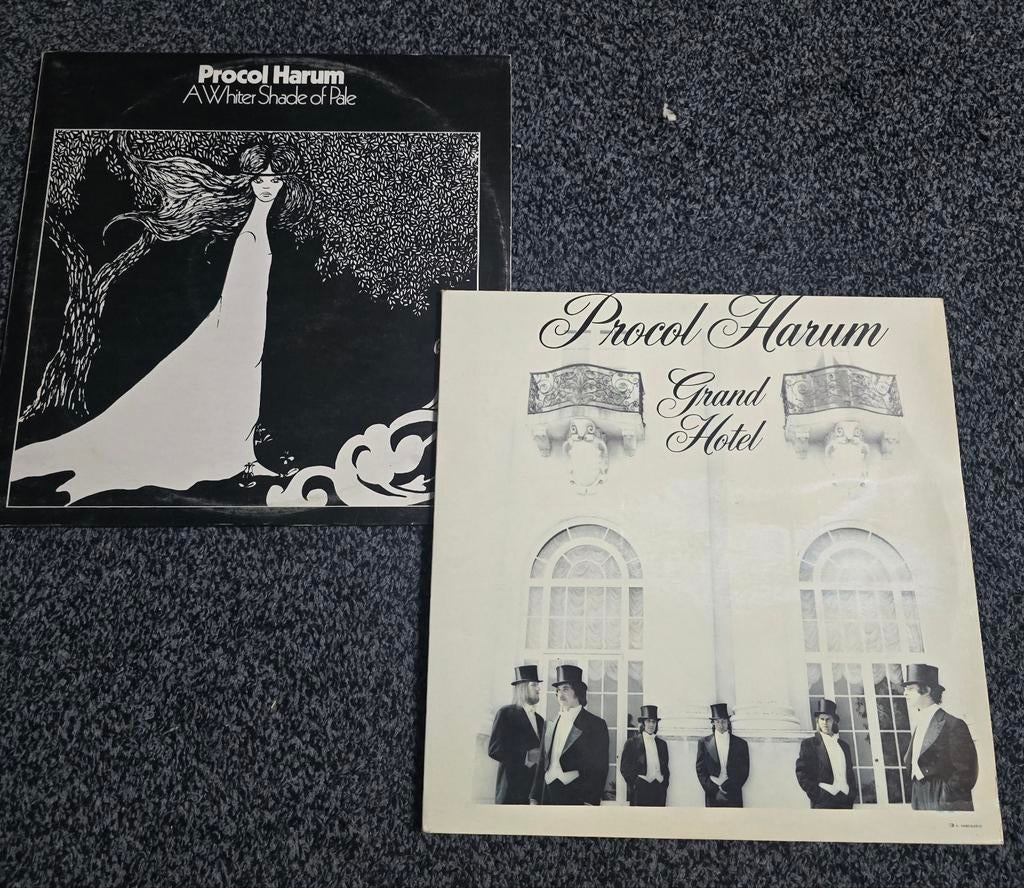 Procol Harum
A Whiter Shade of Pale
Procol Harum
Grand
Hotel